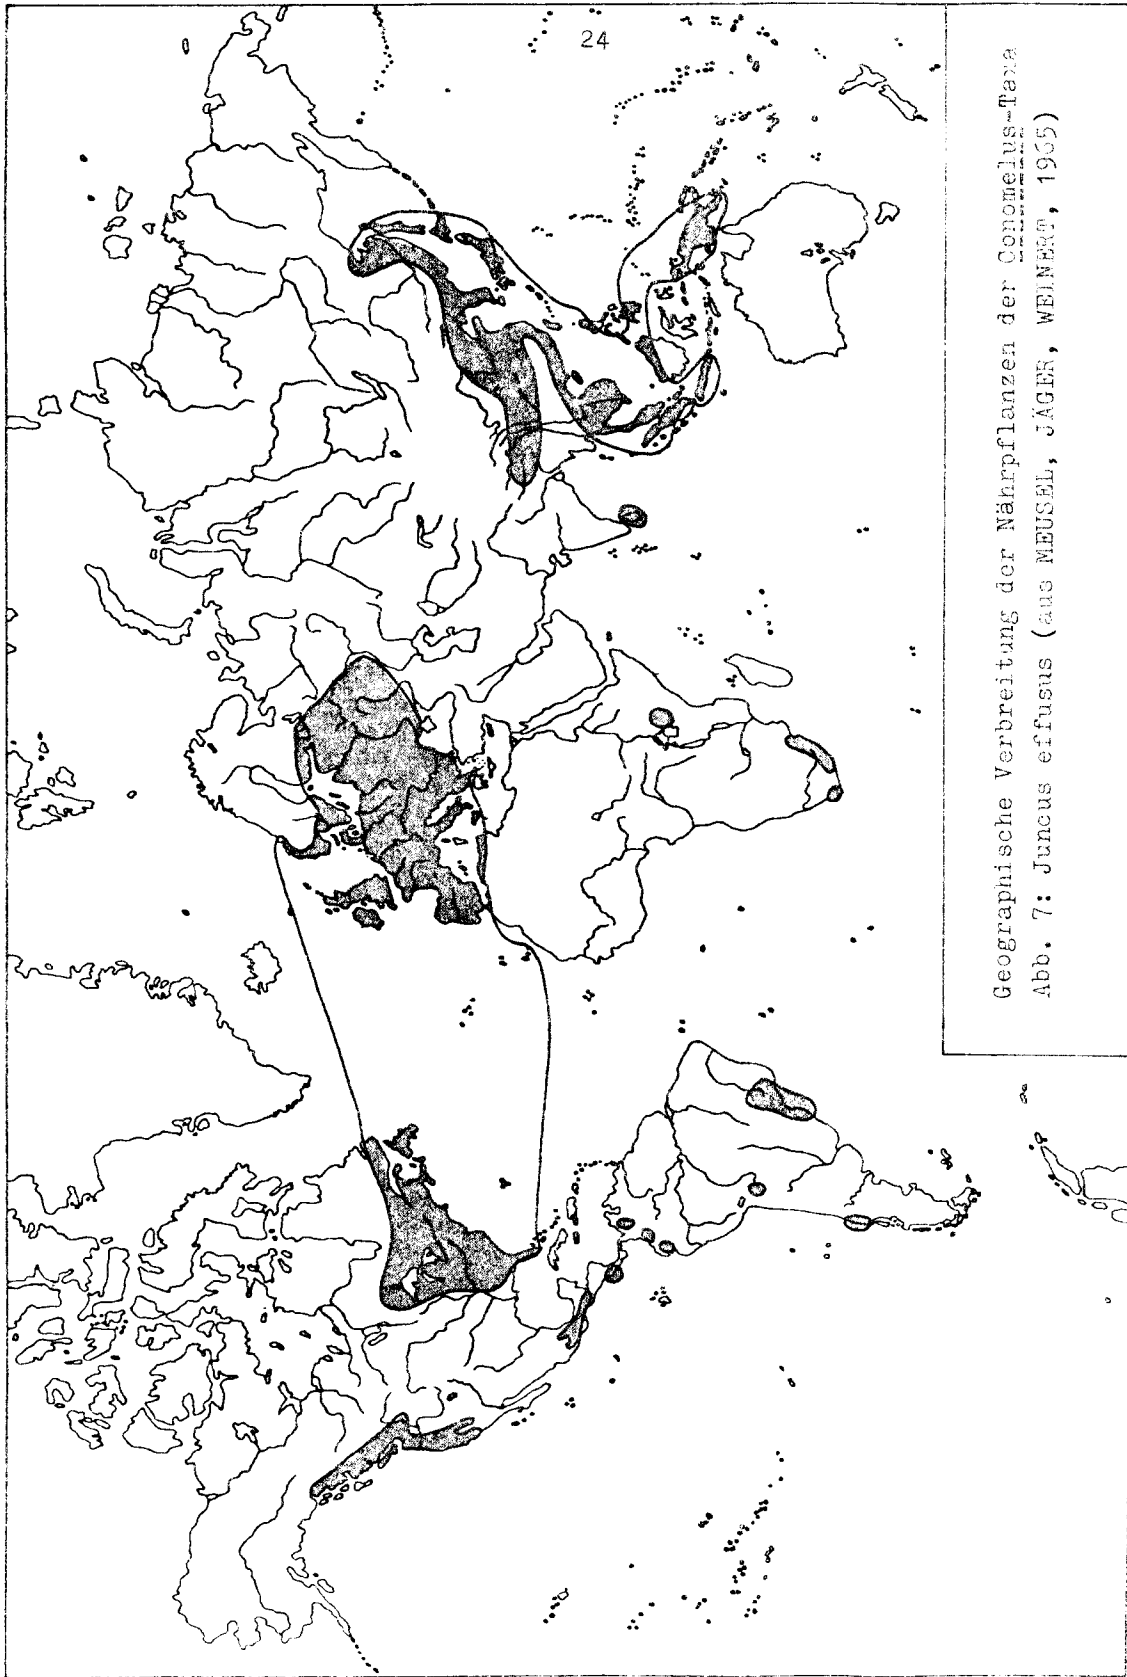 24
Geographische Verbreitung der Nährpflanzen der Conomelus-Taxa
Abb. 7: Juncus effusus (aus MEUSEL, JÄGER, WEINERT, 1965)